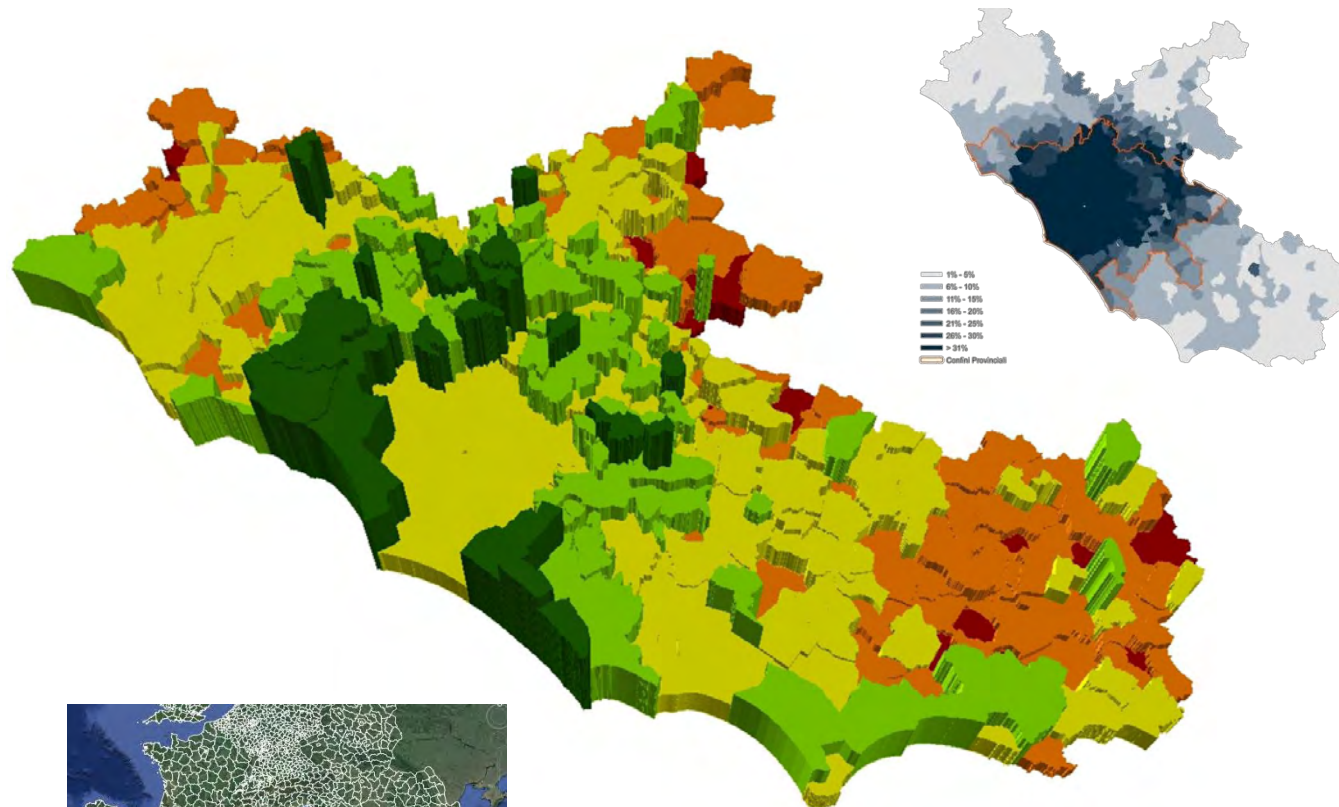 1% - 5%
6% - 10%
11% - 15%
16% - 20%
21% - 25%
26% - 30%
> 31%
Confini Provinciali